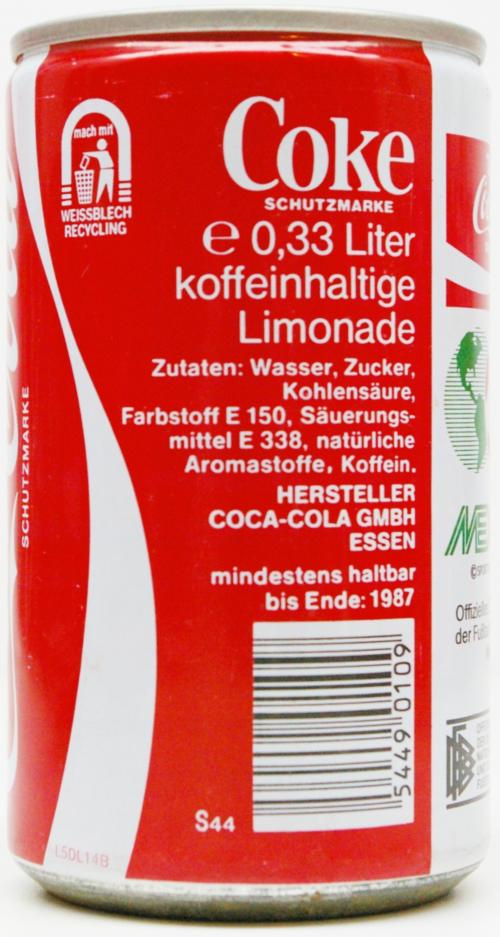 mach mit
WEISSBLECH
RECYCLING
Coke
SCHUTZMARKE
℮ 0,33 Liter
koffeinhaltige
Limonade
Zutaten: Wasser, Zucker,
Kohlensäure,
Farbstoff E 150, Säuerungs-
mittel E 338, natürliche
Aromastoffe, Koffein.
HERSTELLER
COCA-COLA GMBH
ESSEN
mindestens haltbar
bis Ende: 1987
5449 0109
S44
L5DL14B
SCHUTZMARKE
der